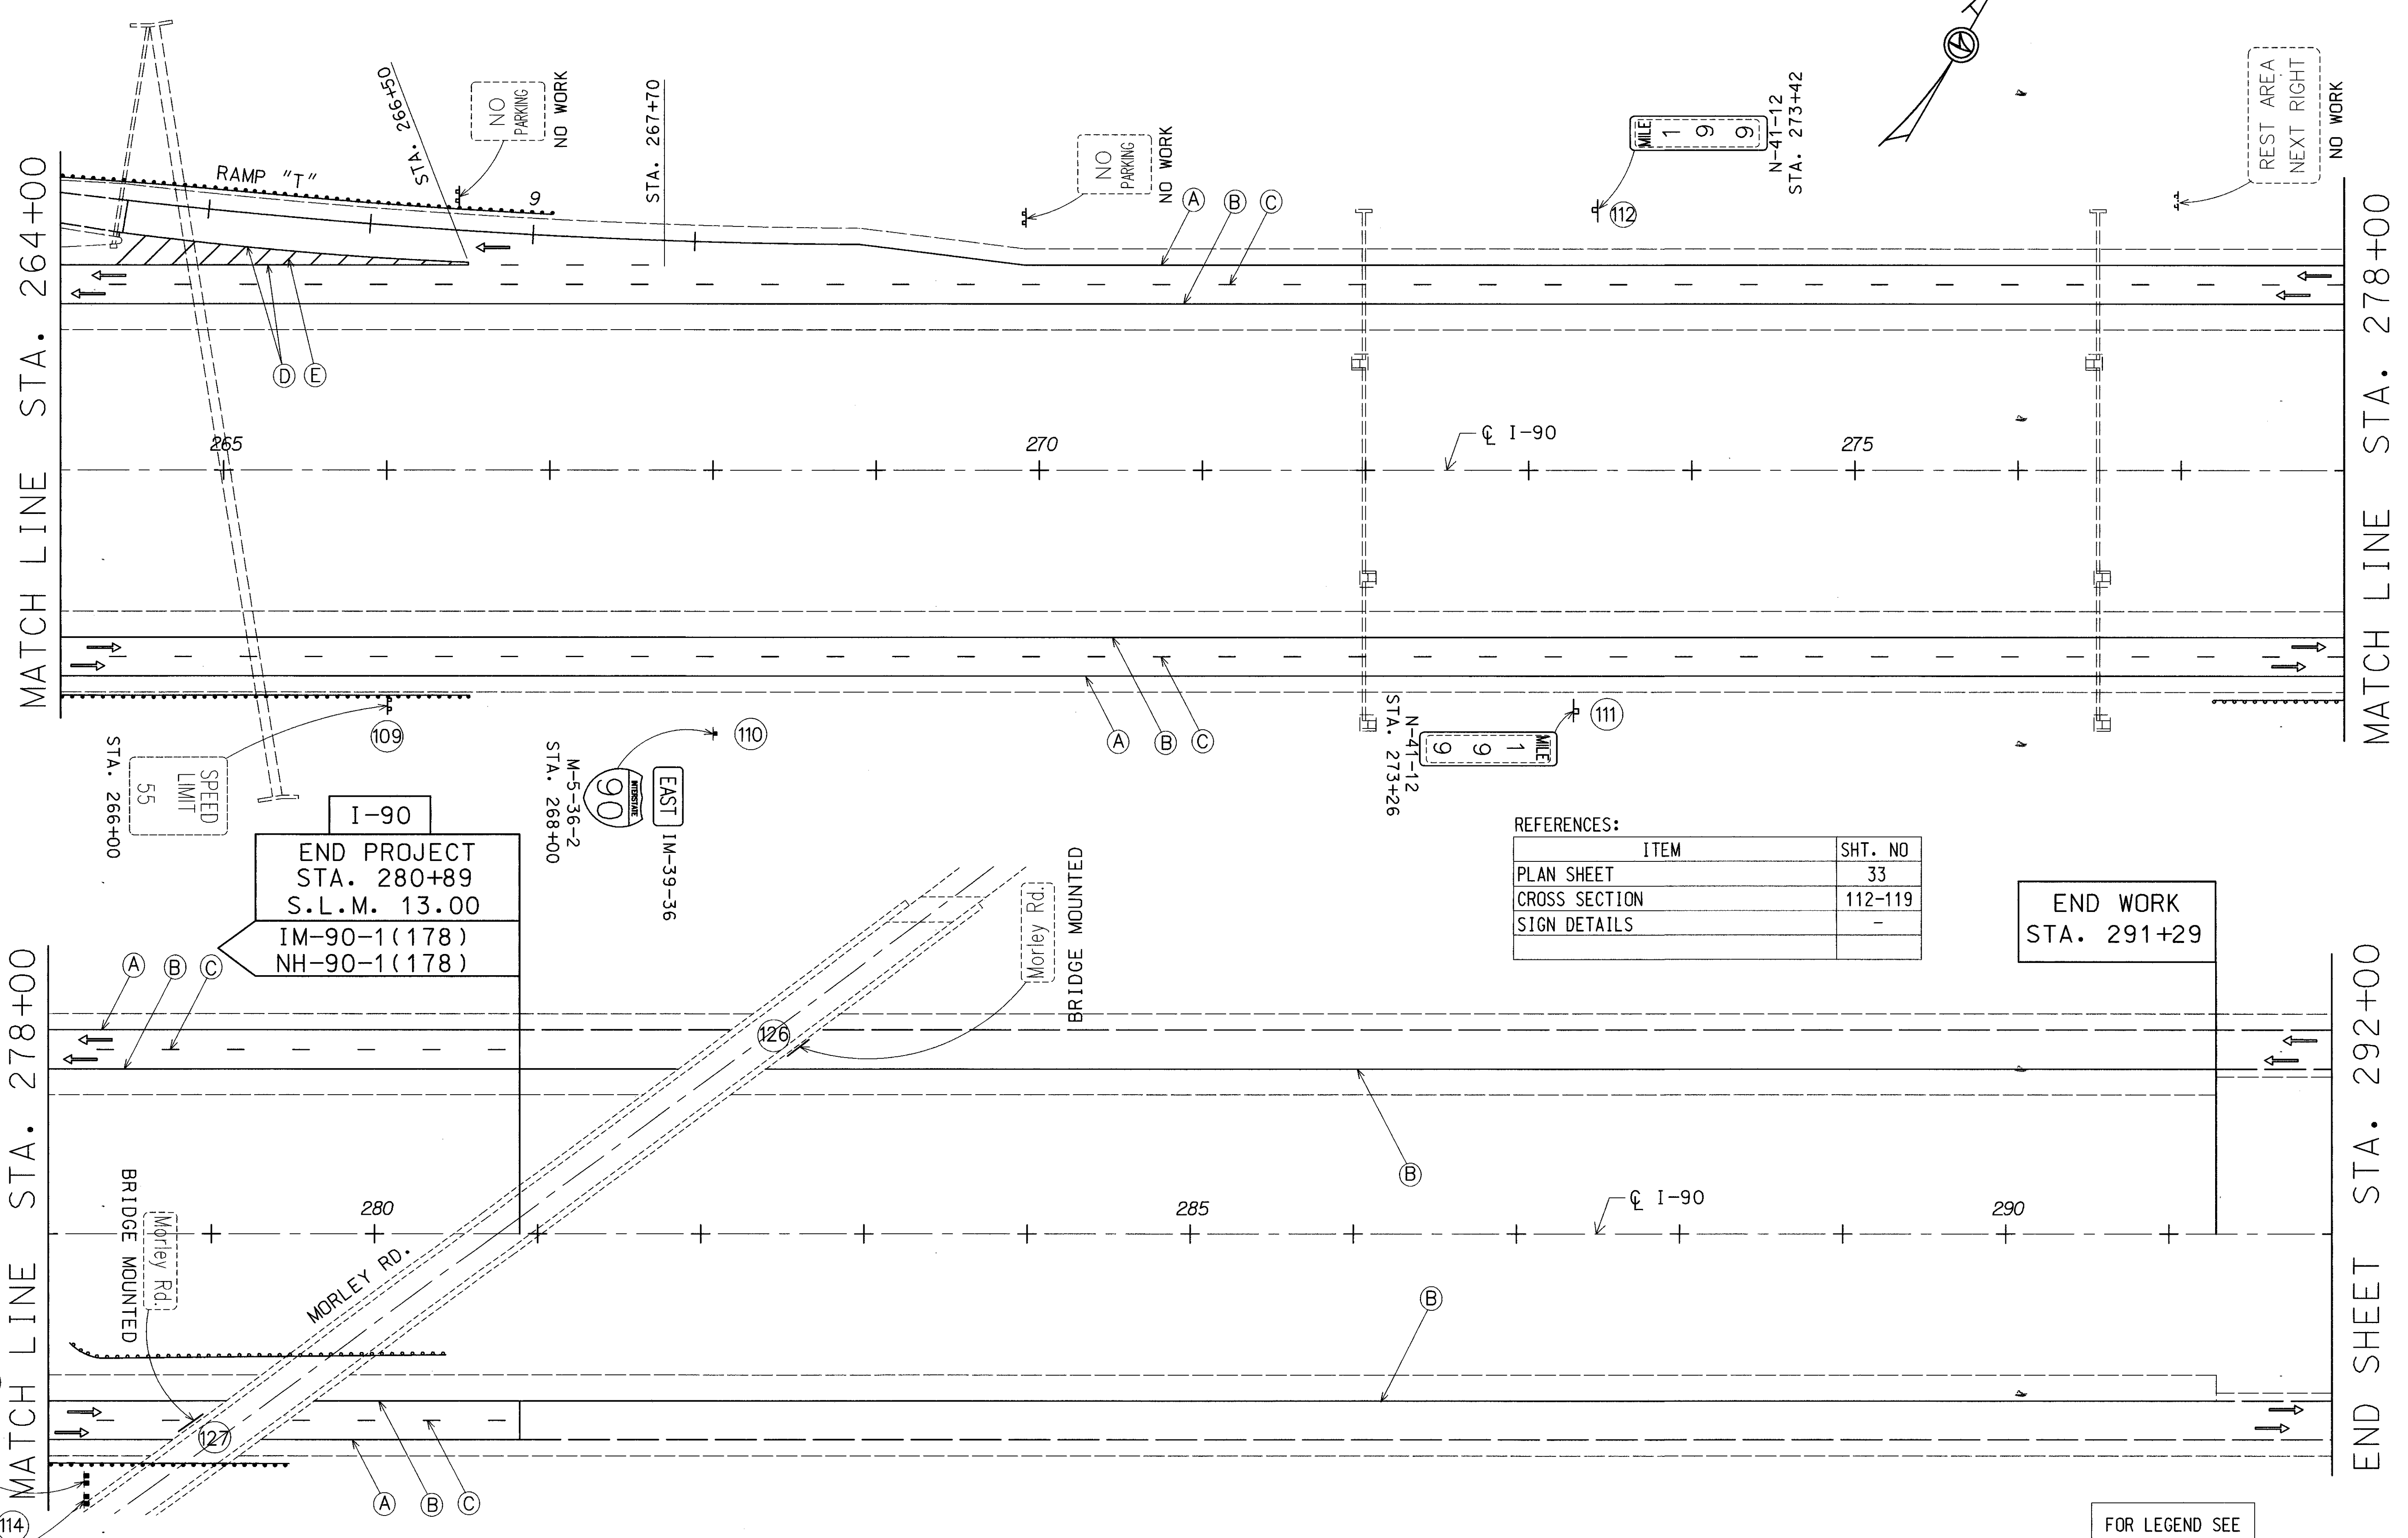 MATCH LINE STA. 264+00
RAMP "T"
STA. 266+50
NO
PARKING
NO WORK
9
STA. 267+70
NO
PARKING
NO WORK
A
B
C
MILE
1
9
9
N-41-12
STA. 273+42
112
REST AREA
NEXT RIGHT
NO WORK
MATCH LINE STA. 278+00
D
E
265
270
℄ I-90
275
109
SPEED
LIMIT
55
STA. 266+00
110
EAST
IM-39-36
INTERSTATE
90
M-5-36-2
STA. 268+00
A
B
C
111
MILE
1
9
9
N-41-12
STA. 273+26
I-90
END PROJECT
STA. 280+89
S.L.M. 13.00
IM-90-1(178)
NH-90-1(178)
REFERENCES:
ITEM SHT. NO
PLAN SHEET 33
CROSS SECTION 112-119
SIGN DETAILS -
END WORK
STA. 291+29
MATCH LINE STA. 278+00
A
B
C
126
Morley Rd.
BRIDGE MOUNTED
B
280
285
℄ I-90
290
MORLEY RD.
Morley Rd.
BRIDGE MOUNTED
B
127
A
B
C
114
END SHEET STA. 292+00
FOR LEGEND SEE